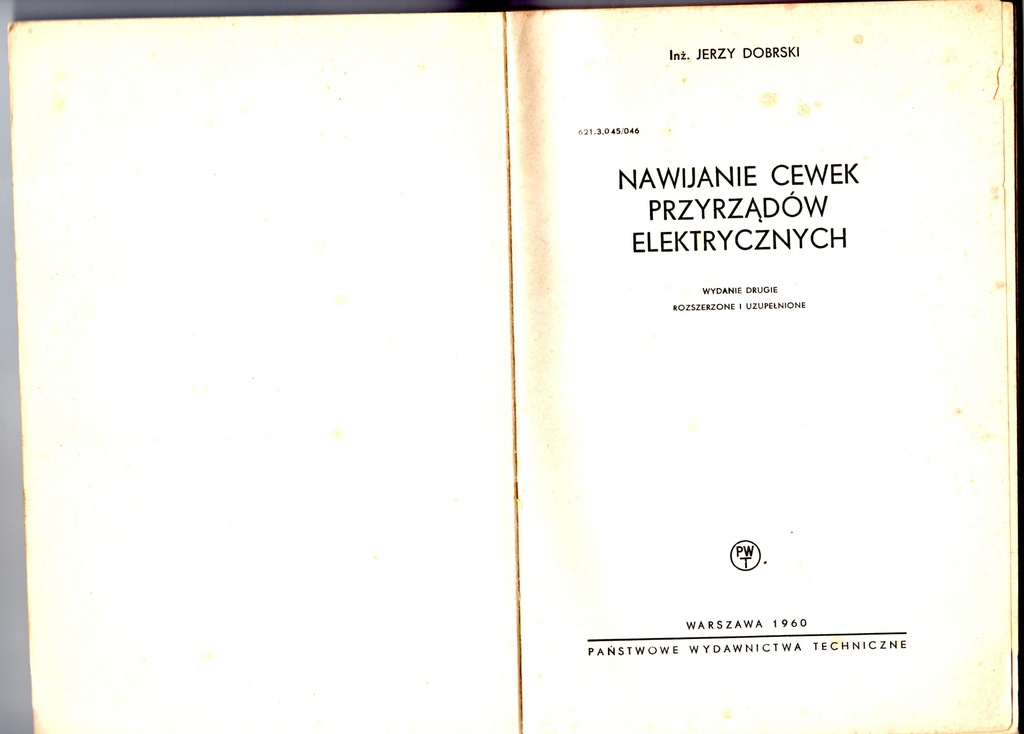 Inż. JERZY DOBRSKI
621.3.045/046
NAWIJANIE CEWEK
PRZYRZĄDÓW
ELEKTRYCZNYCH
WYDANIE DRUGIE
ROZSZERZONE I UZUPEŁNIONE
PW
T
WARSZAWA 1960
PAŃSTWOWE WYDAWNICTWA TECHNICZNE